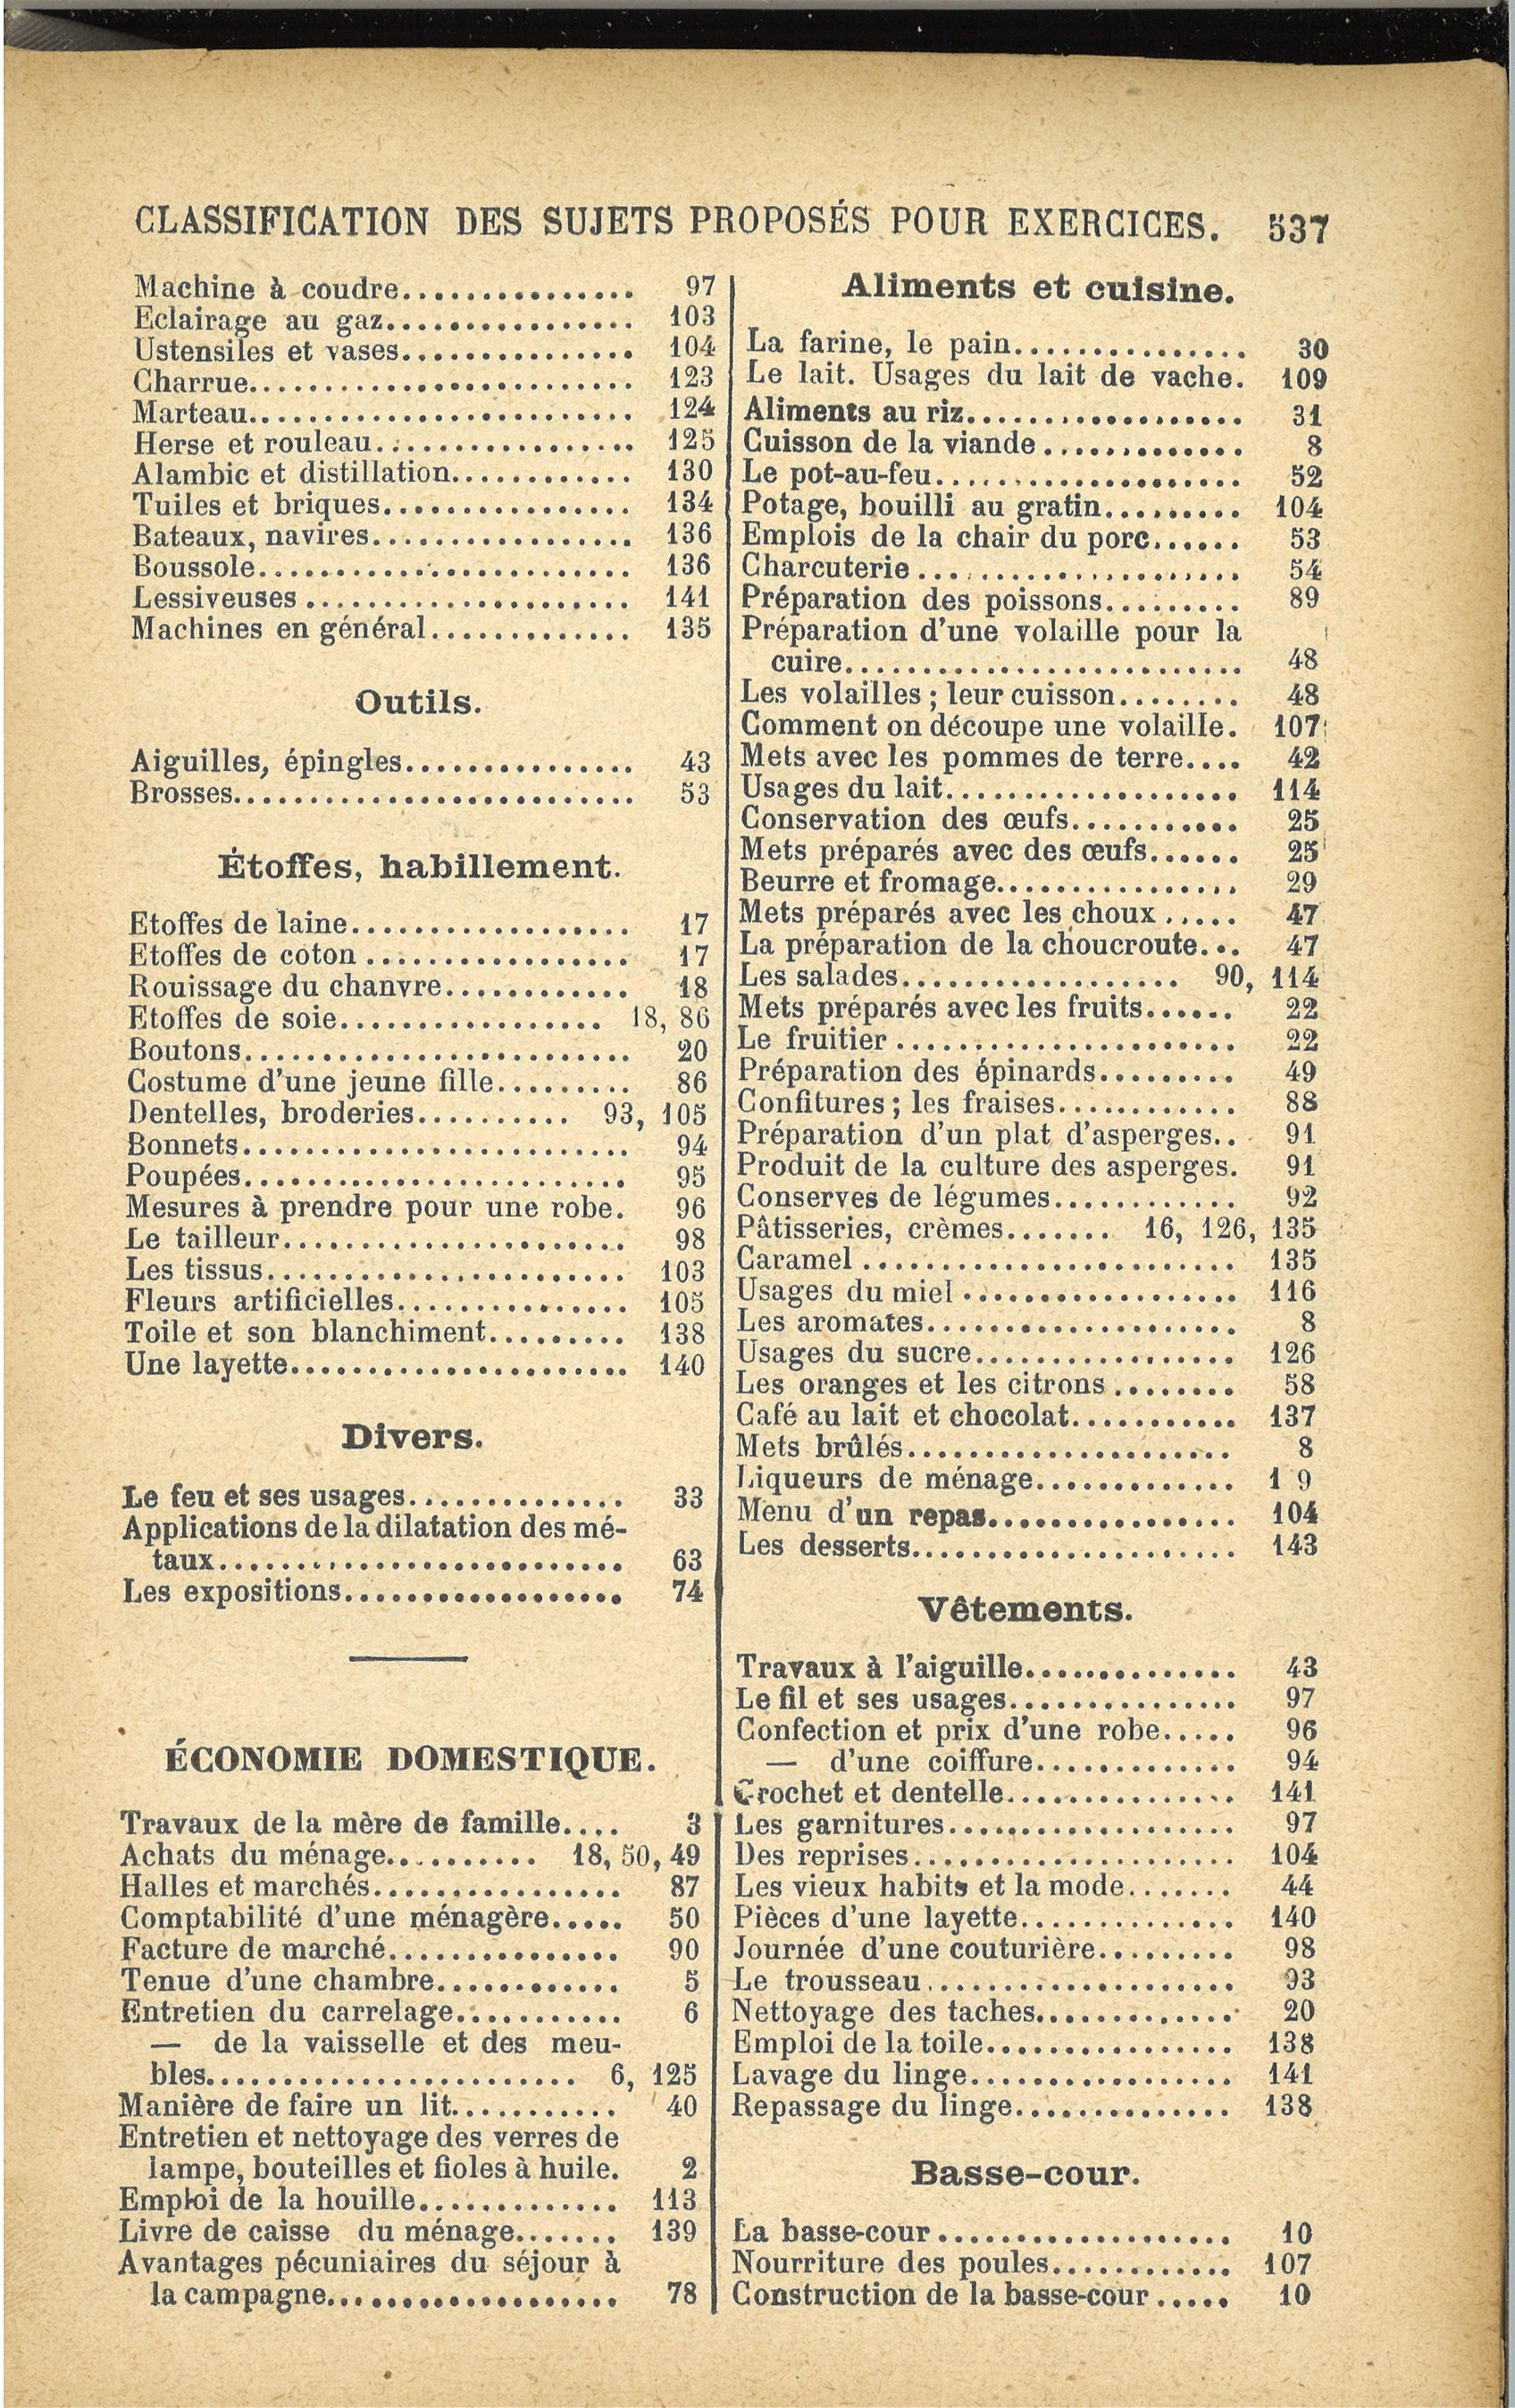 CLASSIFICATION DES SUJETS PROPOSÉS POUR EXERCICES. 537
Machine à coudre................ 97
Eclairage au gaz................ 103
Ustensiles et vases............... 104
Charrue......................... 123
Marteau......................... 124
Herse et rouleau................. 125
Alambic et distillation............ 130
Tuiles et briques................ 134
Bateaux, navires................. 136
Boussole........................ 136
Lessiveuses..................... 141
Machines en général............. 135
Outils.
Aiguilles, épingles............... 43
Brosses.......................... 53
Étoffes, habillement.
Etoffes de laine.................. 17
Etoffes de coton................. 17
Rouissage du chanvre............ 18
Etoffes de soie................. 18, 86
Boutons......................... 20
Costume d'une jeune fille......... 86
Dentelles, broderies.......... 93, 105
Bonnets......................... 94
Poupées......................... 95
Mesures à prendre pour une robe. 96
Le tailleur...................... 98
Les tissus....................... 103
Fleurs artificielles............... 105
Toile et son blanchiment......... 138
Une layette...................... 140
Divers.
Le feu et ses usages.............. 33
Applications de la dilatation des mé-
taux.......................... 63
Les expositions.................. 74
ÉCONOMIE DOMESTIQUE.
Travaux de la mère de famille.... 3
Achats du ménage.......... 18, 50, 49
Halles et marchés................ 87
Comptabilité d'une ménagère..... 50
Facture de marché............... 90
Tenue d'une chambre............ 5
Entretien du carrelage........... 6
— de la vaisselle et des meu-
bles........................ 6, 125
Manière de faire un lit........... 40
Entretien et nettoyage des verres de
lampe, bouteilles et fioles à huile. 2
Emploi de la houille............. 113
Livre de caisse du ménage....... 139
Avantages pécuniaires du séjour à
la campagne................... 78
Aliments et cuisine.
La farine, le pain............... 30
Le lait. Usages du lait de vache. 109
Aliments au riz.................. 31
Cuisson de la viande............. 8
Le pot-au-feu.................... 52
Potage, bouilli au gratin......... 104
Emplois de la chair du porc...... 53
Charcuterie..................... 54
Préparation des poissons......... 89
Préparation d'une volaille pour la
cuire.......................... 48
Les volailles ; leur cuisson........ 48
Comment on découpe une volaille. 107
Mets avec les pommes de terre.... 42
Usages du lait................... 114
Conservation des œufs........... 25
Mets préparés avec des œufs...... 25
Beurre et fromage................ 29
Mets préparés avec les choux..... 47
La préparation de la choucroute... 47
Les salades.................. 90, 114
Mets préparés avec les fruits...... 22
Le fruitier...................... 22
Préparation des épinards......... 49
Confitures ; les fraises............ 88
Préparation d'un plat d'asperges.. 91
Produit de la culture des asperges. 91
Conserves de légumes............ 92
Pâtisseries, crèmes....... 16, 126, 135
Caramel........................ 135
Usages du miel.................. 116
Les aromates.................... 8
Usages du sucre................. 126
Les oranges et les citrons........ 58
Café au lait et chocolat........... 137
Mets brûlés..................... 8
Liqueurs de ménage............. 1 9
Menu d'un repas................ 104
Les desserts..................... 143
Vêtements.
Travaux à l'aiguille.............. 43
Le fil et ses usages............... 97
Confection et prix d'une robe..... 96
— d'une coiffure............. 94
Crochet et dentelle............... 141
Les garnitures................... 97
Des reprises..................... 104
Les vieux habits et la mode....... 44
Pièces d'une layette.............. 140
Journée d'une couturière......... 98
Le trousseau.................... 93
Nettoyage des taches............. 20
Emploi de la toile................ 138
Lavage du linge................. 141
Repassage du linge.............. 138
Basse-cour.
La basse-cour................... 10
Nourriture des poules............ 107
Construction de la basse-cour..... 10